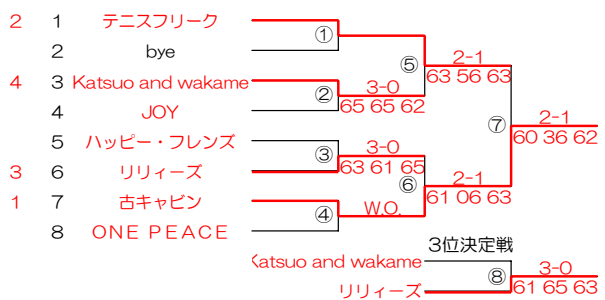 2 1 テニスフリーク ①
2 bye
⑤ 2-1
63 56 63
4 3 Katsuo and wakame ② 3-0
65 65 62
4 JOY
⑦ 2-1
60 36 62
5 ハッピー・フレンズ ③ 3-0
63 61 65
3 6 リリィーズ
⑥ 2-1
61 06 63
1 7 古キャビン ④ W.O.
8 ONE PEACE
3位決定戦
Katsuo and wakame
⑧ 3-0
61 65 63
リリィーズ